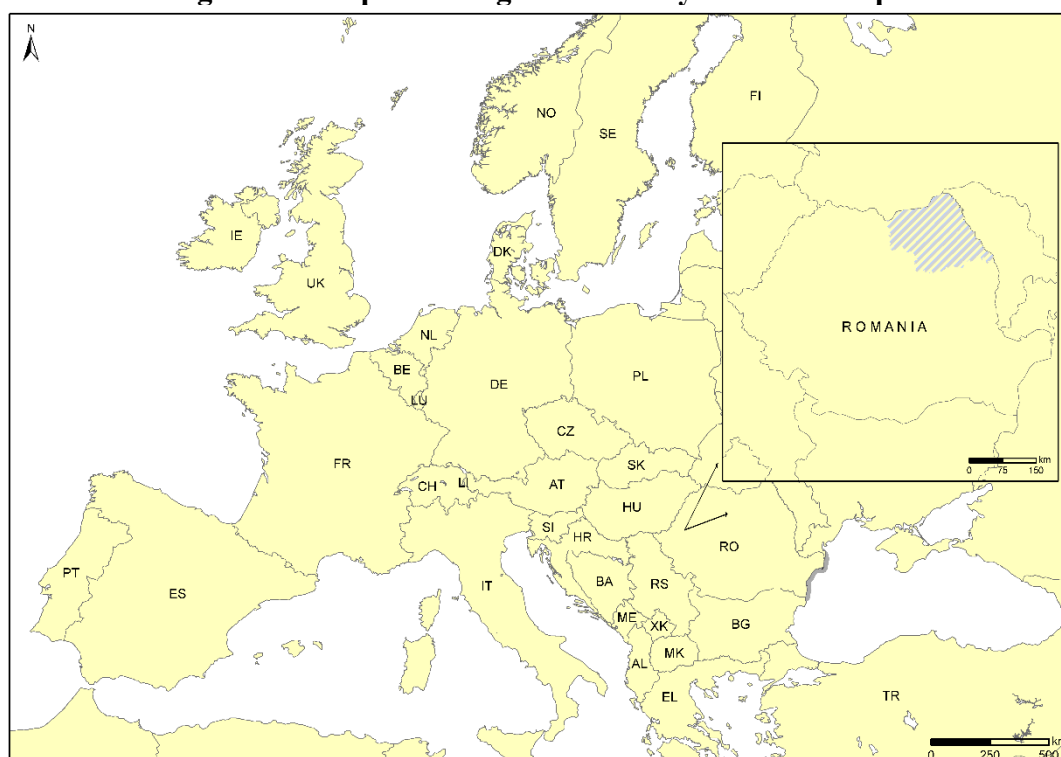 N
FI
NO
SE
IE
DK
UK
ROMANIA
NL
BE
DE
PL
LU
CZ
km
0 75 150
FR
SK
CH
LI
AT
HU
SI
HR
RO
PT
ES
IT
BA
RS
ME
XK
BG
MK
AL
EL
TR
km
0 250 500